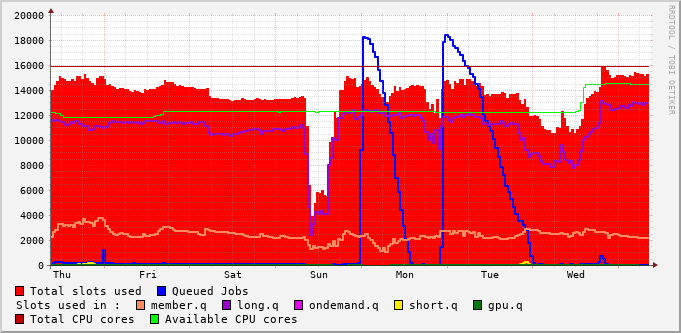 20000
18000
16000
14000
12000
10000
8000
6000
4000
2000
0
Thu Fri Sat Sun Mon Tue Wed
RRDTOOL / TOBI OETIKER
Total slots used Queued Jobs
Slots used in : member.q long.q ondemand.q short.q gpu.q
Total CPU cores Available CPU cores